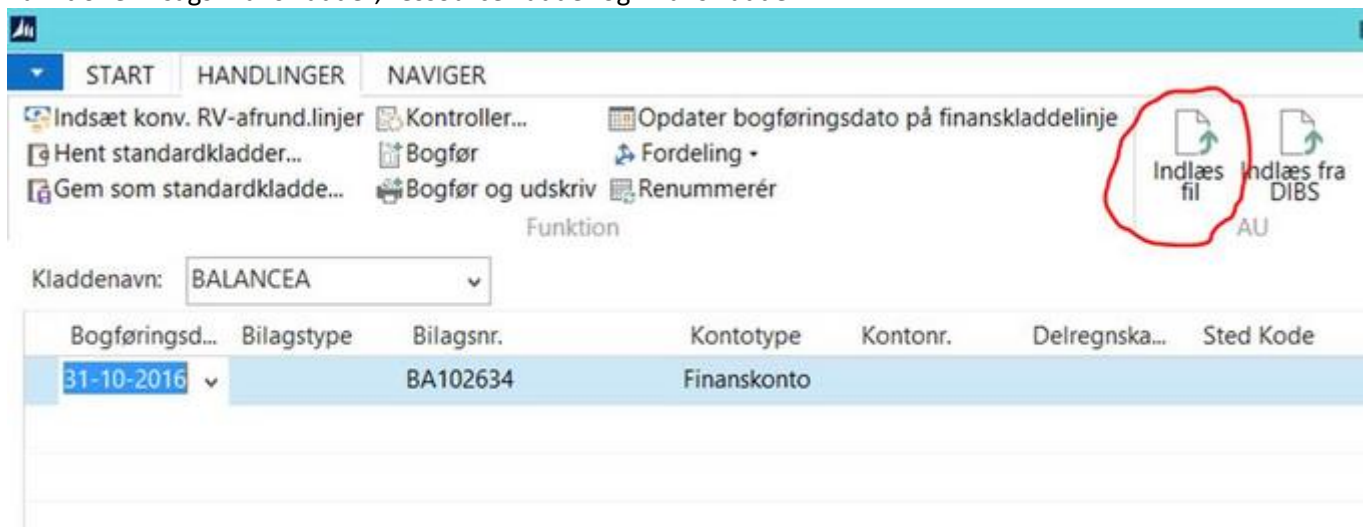 START HANDLINGER NAVIGER
Indsæt konv. RV-afrund.linjer Kontroller... Opdater bogføringsdato på finanskladdelinje
Hent standardkladder... Bogfør Fordeling
Gem som standardkladde... Bogfør og udskriv Renummerér
Indlæs fil
Indlæs fra DIBS
Funktion AU
Kladdenavn: BALANCEA
Bogføringsd... Bilagstype Bilagsnr. Kontotype Kontonr. Delregnska... Sted Kode
31-10-2016 BA102634 Finanskonto